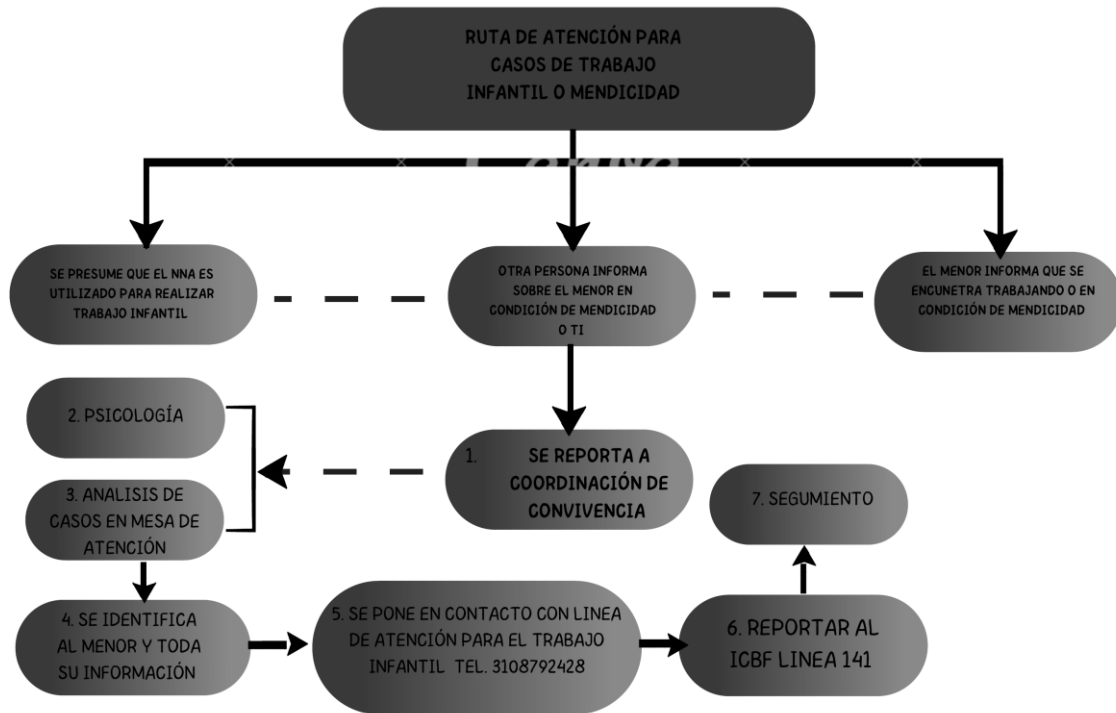 RUTA DE ATENCIÓN PARA
CASOS DE TRABAJO
INFANTIL O MENDICIDAD
SE PRESUME QUE EL NNA ES
UTILIZADO PARA REALIZAR
TRABAJO INFANTIL
OTRA PERSONA INFORMA
SOBRE EL MENOR EN
CONDICIÓN DE MENDICIDAD
O TI
EL MENOR INFORMA QUE SE
ENCUNETRA TRABAJANDO O EN
CONDICIÓN DE MENDICIDAD
1. SE REPORTA A
COORDINACIÓN DE
CONVIVENCIA
2. PSICOLOGÍA
3. ANALISIS DE
CASOS EN MESA DE
ATENCIÓN
4. SE IDENTIFICA
AL MENOR Y TODA
SU INFORMACIÓN
5. SE PONE EN CONTACTO CON LINEA
DE ATENCIÓN PARA EL TRABAJO
INFANTIL TEL. 3108792428
6. REPORTAR AL
ICBF LINEA 141
7. SEGUMIENTO